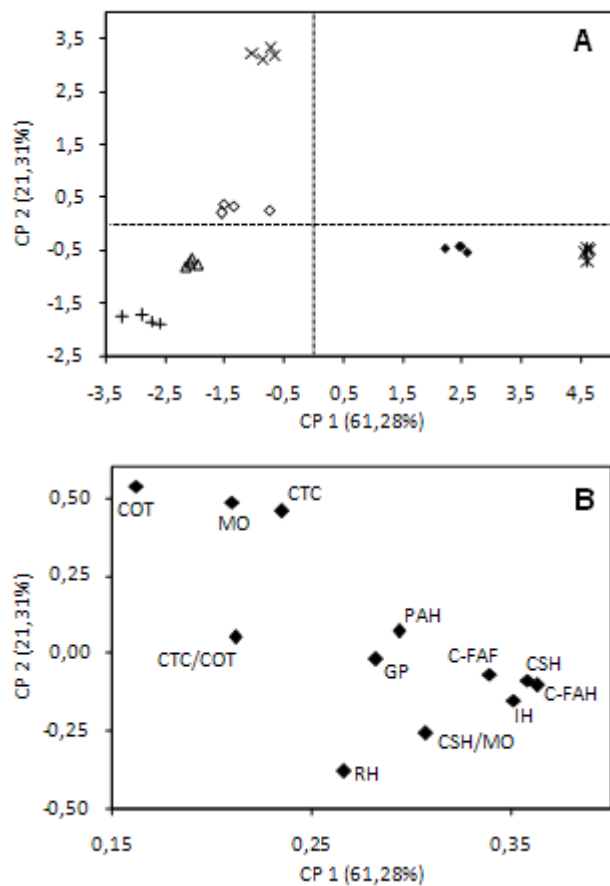 A
3,5
2,5
1,5
0,5
-0,5
-1,5
-2,5
CP 2 (21,31%)
-3,5 -2,5 -1,5 -0,5 0,5 1,5 2,5 3,5 4,5
CP 1 (61,28%)
B
0,50
0,25
0,00
-0,25
-0,50
CP 2 (21,31%)
COT
MO
CTC
PAH
CTC/COT
GP
C-FAF
CSH
C-FAH
IH
CSH/MO
RH
0,15 0,25 0,35
CP 1 (61,28%)